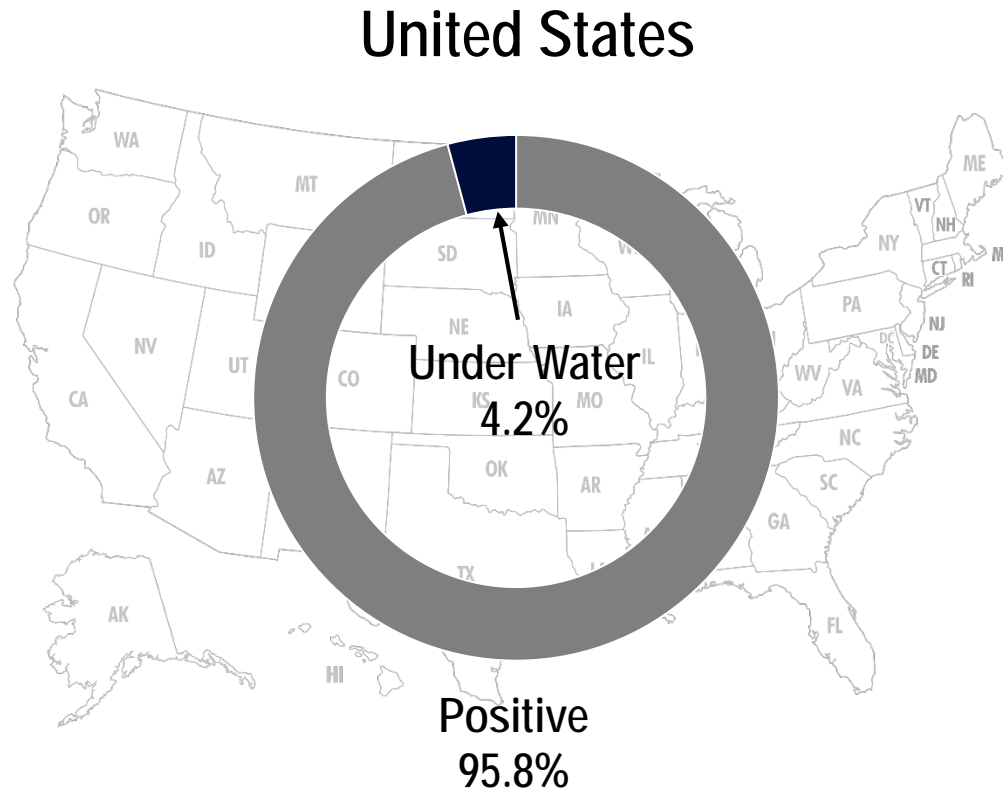 United States
WA
ME
MT
VT
OR
MN
NH
NY
ID
SD
CT
RI
PA
IA
NE
NJ
NV
DC
DE
UT
Under Water
IL
CO
WV
MD
VA
CA
KS
MO
4.2%
NC
OK
AZ
AR
SC
GA
TX
AK
FL
HI
Positive
95.8%